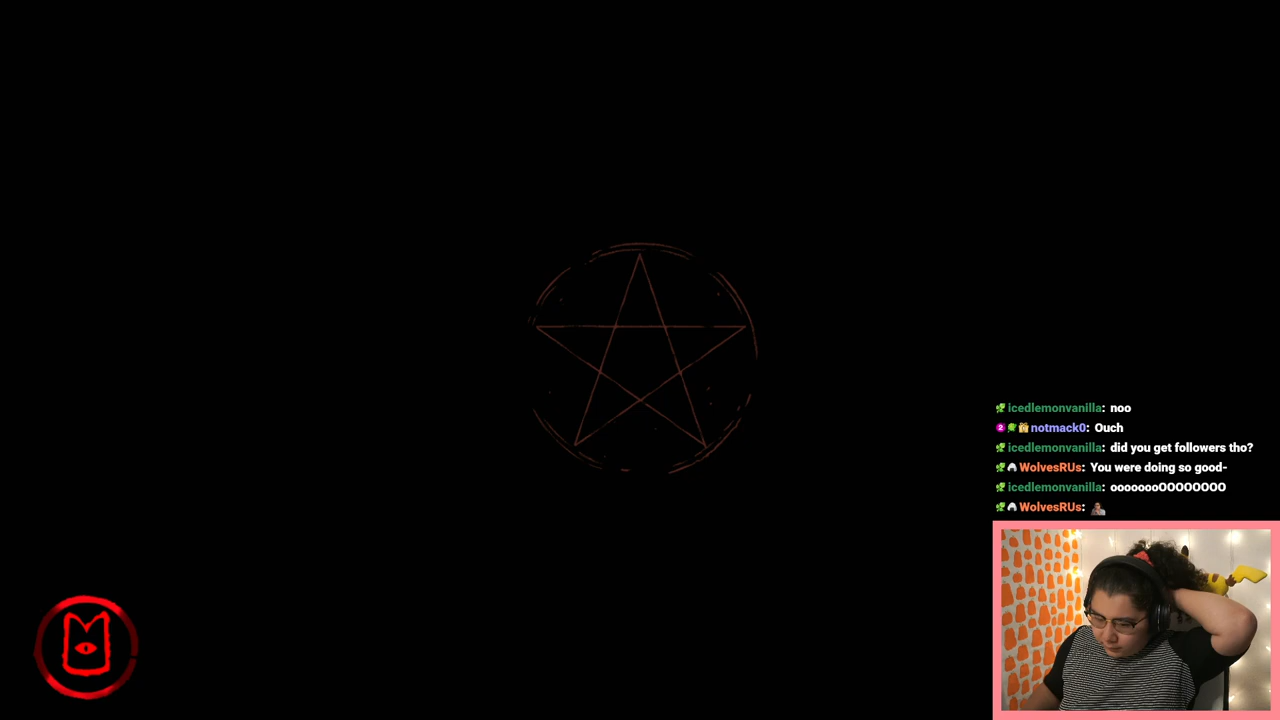 icedlemonvanilla: noo
2 notmack0: Ouch
icedlemonvanilla: did you get followers tho?
WolvesRUs: You were doing so good-
icedlemonvanilla: oooooooOOOOOOOO
WolvesRUs: